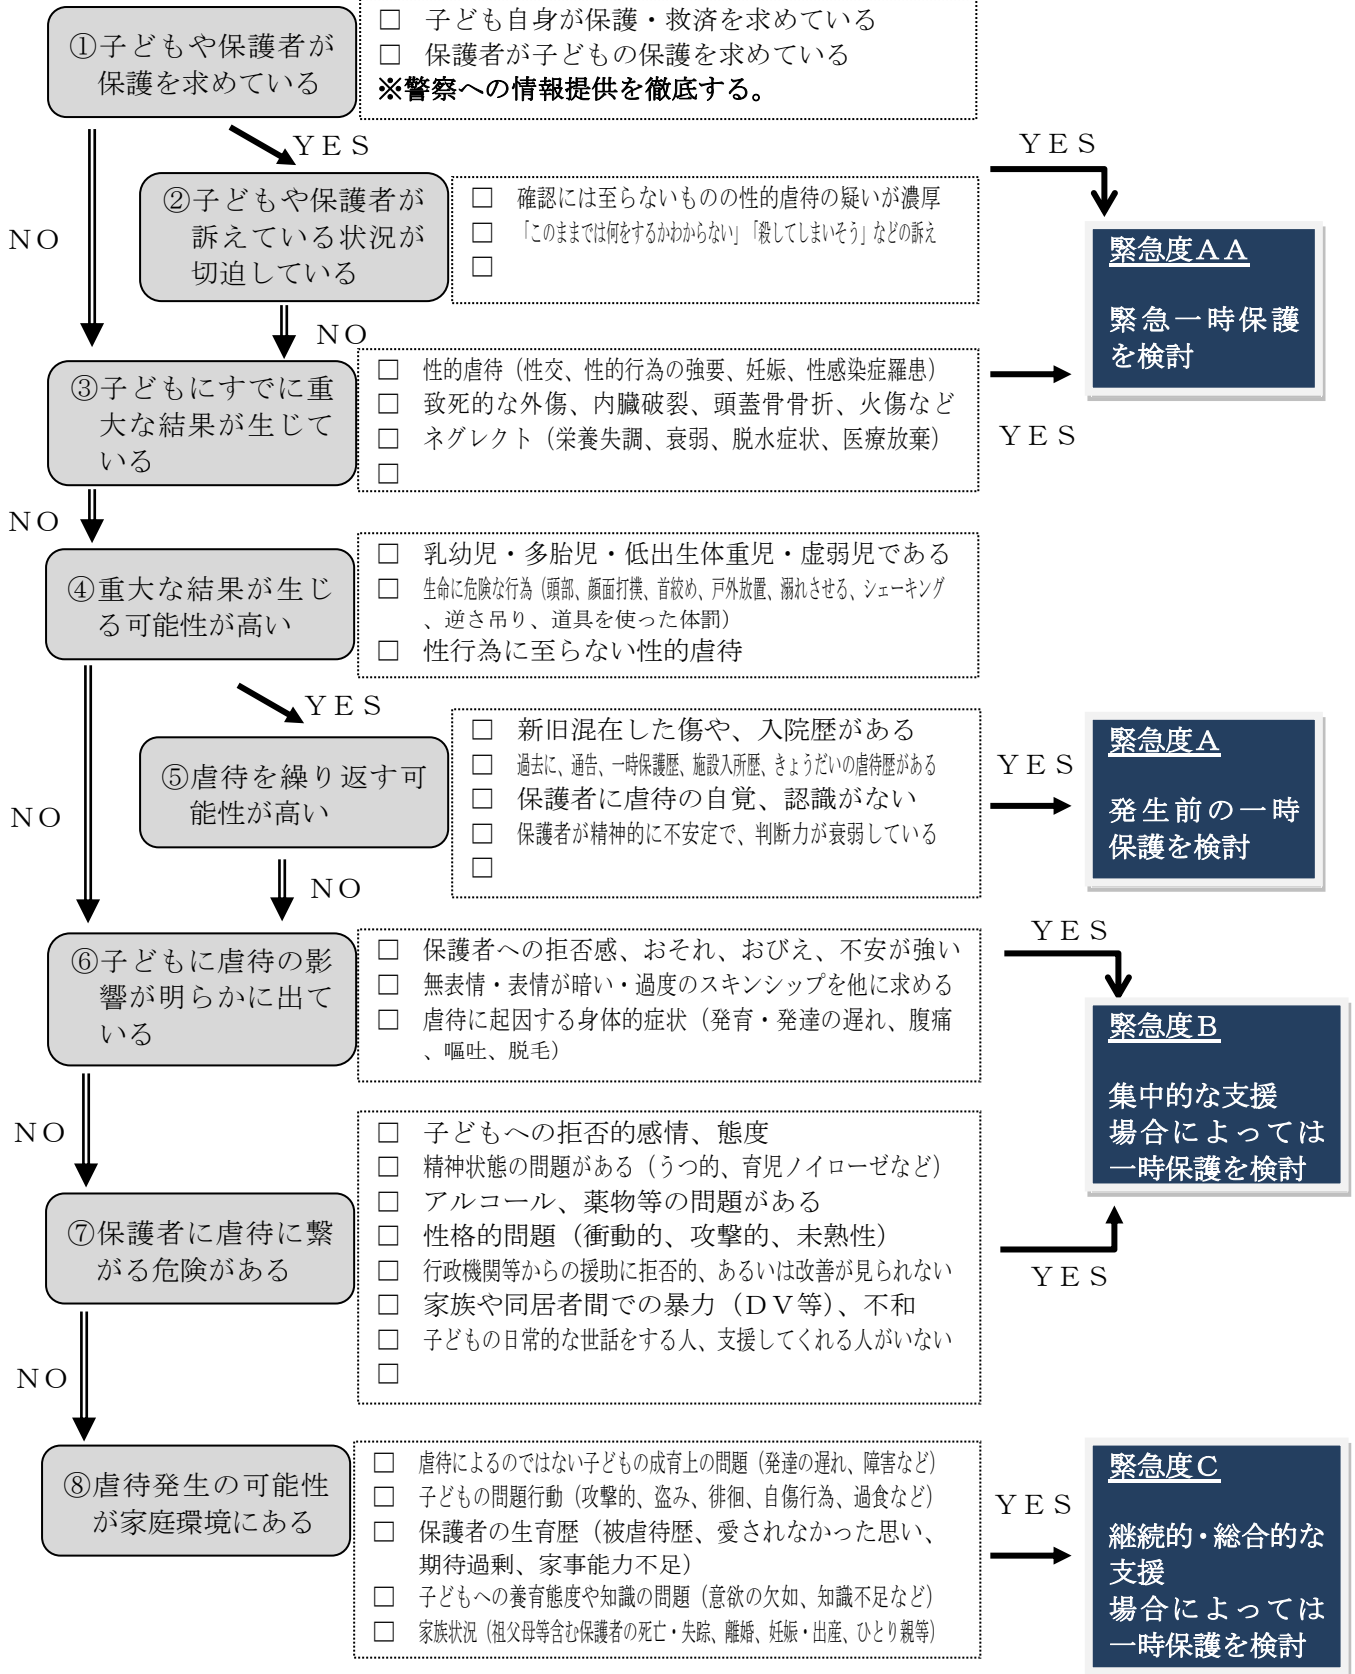 ①子どもや保護者が
保護を求めている
□ 子ども自身が保護・救済を求めている
□ 保護者が子どもの保護を求めている
※警察への情報提供を徹底する。
ＹＥＳ
ＹＥＳ
ＮＯ
②子どもや保護者が
訴えている状況が
切迫している
□ 確認には至らないものの性的虐待の疑いが濃厚
□ 「このままでは何をするかわからない」「殺してしまいそう」などの訴え
□
緊急度ＡＡ
緊急一時保護
を検討
ＮＯ
③子どもにすでに重
大な結果が生じて
いる
□ 性的虐待（性交、性的行為の強要、妊娠、性感染症羅患）
□ 致死的な外傷、内臓破裂、頭蓋骨骨折、火傷など
□ ネグレクト（栄養失調、衰弱、脱水症状、医療放棄）
□
ＹＥＳ
ＮＯ
④重大な結果が生じ
る可能性が高い
□ 乳幼児・多胎児・低出生体重児・虚弱児である
□ 生命に危険な行為（頭部、顔面打撲、首絞め、戸外放置、溺れさせる、シェーキング
、逆さ吊り、道具を使った体罰）
□ 性行為に至らない性的虐待
ＹＥＳ
ＮＯ
⑤虐待を繰り返す可
能性が高い
□ 新旧混在した傷や、入院歴がある
□ 過去に、通告、一時保護歴、施設入所歴、きょうだいの虐待歴がある
□ 保護者に虐待の自覚、認識がない
□ 保護者が精神的に不安定で、判断力が衰弱している
□
ＹＥＳ
緊急度Ａ
発生前の一時
保護を検討
ＮＯ
⑥子どもに虐待の影
響が明らかに出て
いる
□ 保護者への拒否感、おそれ、おびえ、不安が強い
□ 無表情・表情が暗い・過度のスキンシップを他に求める
□ 虐待に起因する身体的症状（発育・発達の遅れ、腹痛
、嘔吐、脱毛）
ＹＥＳ
緊急度Ｂ
集中的な支援
場合によっては
一時保護を検討
ＮＯ
⑦保護者に虐待に繋
がる危険がある
□ 子どもへの拒否的感情、態度
□ 精神状態の問題がある（うつ的、育児ノイローゼなど）
□ アルコール、薬物等の問題がある
□ 性格的問題（衝動的、攻撃的、未熟性）
□ 行政機関等からの援助に拒否的、あるいは改善が見られない
□ 家族や同居者間での暴力（ＤＶ等）、不和
□ 子どもの日常的な世話をする人、支援してくれる人がいない
□
ＹＥＳ
ＮＯ
⑧虐待発生の可能性
が家庭環境にある
□ 虐待によるのではない子どもの成育上の問題（発達の遅れ、障害など）
□ 子どもの問題行動（攻撃的、盗み、徘徊、自傷行為、過食など）
□ 保護者の生育歴（被虐待歴、愛されなかった思い、
期待過剰、家事能力不足）
□ 子どもへの養育態度や知識の問題（意欲の欠如、知識不足など）
□ 家族状況（祖父母等含む保護者の死亡・失踪、離婚、妊娠・出産、ひとり親等）
ＹＥＳ
緊急度Ｃ
継続的・総合的な
支援
場合によっては
一時保護を検討